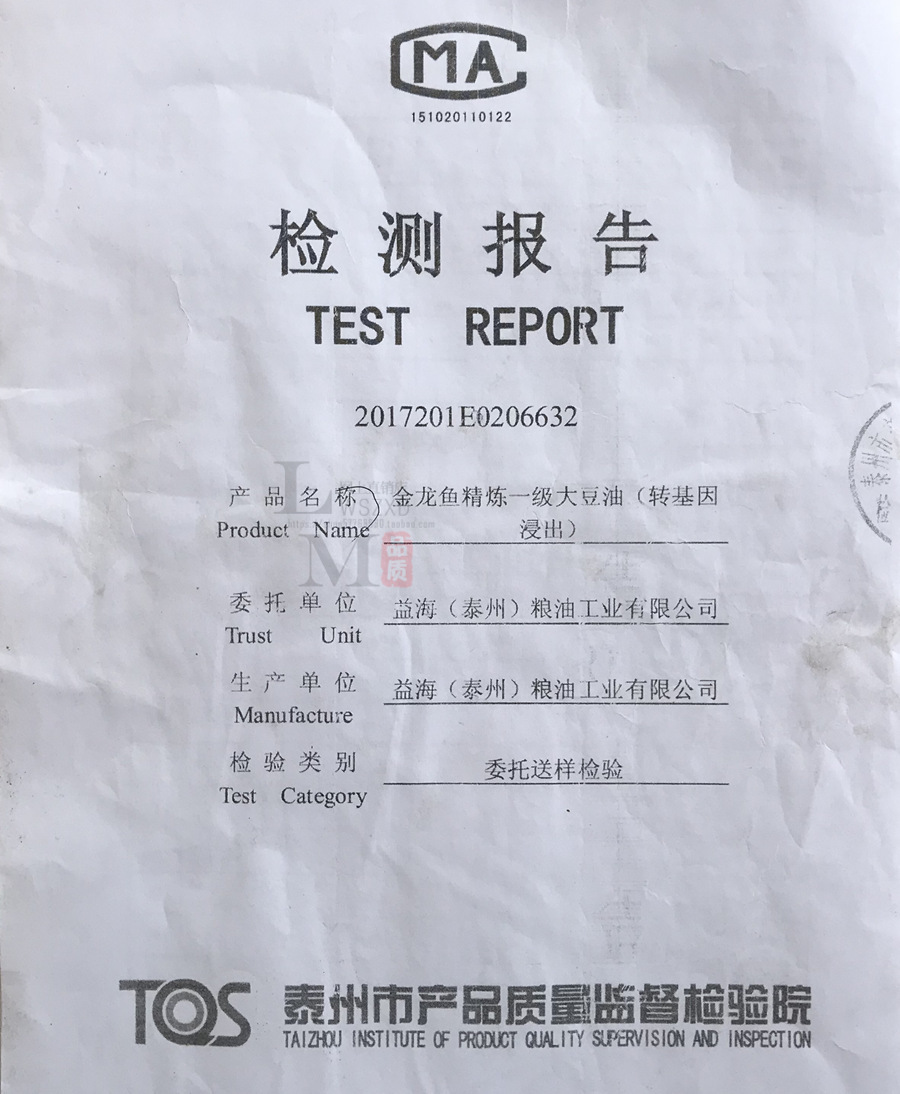 MA
151020110122
检测报告
TEST REPORT
2017201E0206632
产品名称 金龙鱼精炼一级大豆油（转基因
Product Name 浸出）
L
WSZXD
M 品质
委托单位 益海（泰州）粮油工业有限公司
Trust Unit
生产单位 益海（泰州）粮油工业有限公司
Manufacture
检验类别 委托送样检验
Test Category
TQS 泰州市产品质量监督检验院
TAIZHOU INSTITUTE OF PRODUCT QUALITY SUPERVISION AND INSPECTION